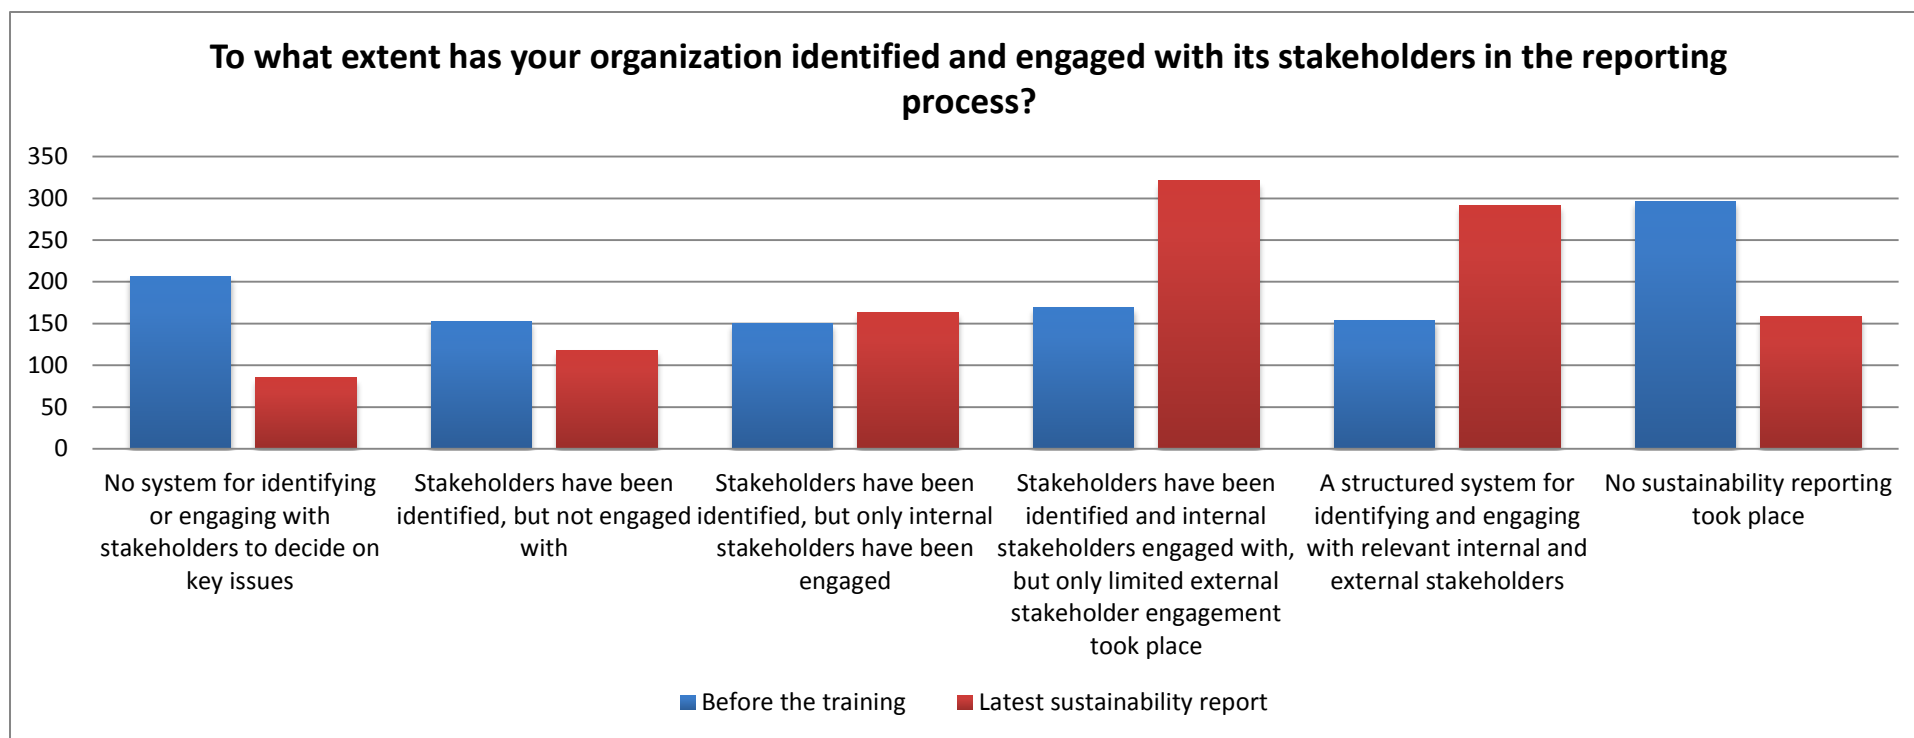 To what extent has your organization identified and engaged with its stakeholders in the reporting
process?
350
300
250
200
150
100
50
0
No system for identifying
or engaging with
stakeholders to decide on
key issues
Stakeholders have been
identified, but not engaged
with
Stakeholders have been
identified, but only internal
stakeholders have been
engaged
Stakeholders have been
identified and internal
stakeholders engaged with,
but only limited external
stakeholder engagement
took place
A structured system for
identifying and engaging
with relevant internal and
external stakeholders
No sustainability reporting
took place
Before the training
Latest sustainability report